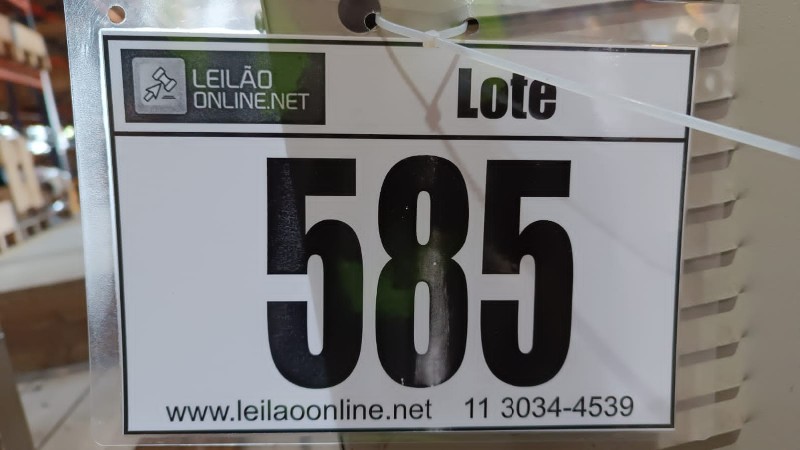 LEILÃO
ONLINE.NET
Lote
585
www.leilaoonline.net 11 3034-4539